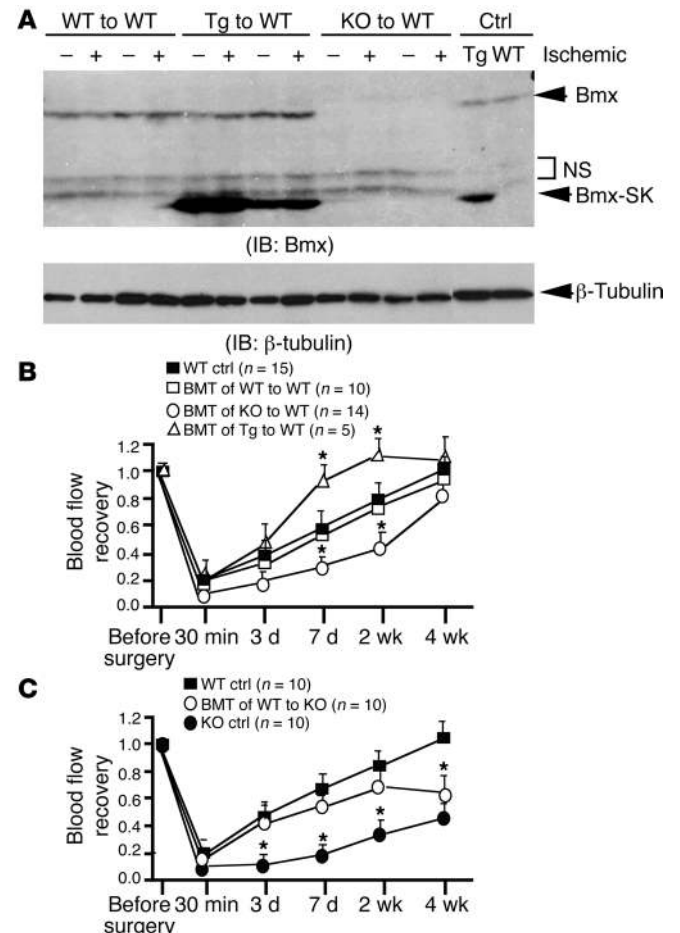 A
WT to WT Tg to WT KO to WT Ctrl
– + – + – + – + – + – + Tg WT Ischemic
Bmx
NS
Bmx-SK
(IB: Bmx)
β-Tubulin
(IB: β-tubulin)
B
WT ctrl (n = 15)
BMT of WT to WT (n = 10)
BMT of KO to WT (n = 14)
BMT of Tg to WT (n = 5)
Blood flow
recovery
1.2
1.0
0.8
0.6
0.4
0.2
0.0
* *
* *
Before 30 min 3 d 7 d 2 wk 4 wk
surgery
C
WT ctrl (n = 10)
BMT of WT to KO (n = 10)
KO ctrl (n = 10)
Blood flow
recovery
1.2
1.0
0.8
0.6
0.4
0.2
0.0
*
* * *
Before 30 min 3 d 7 d 2 wk 4 wk
surgery